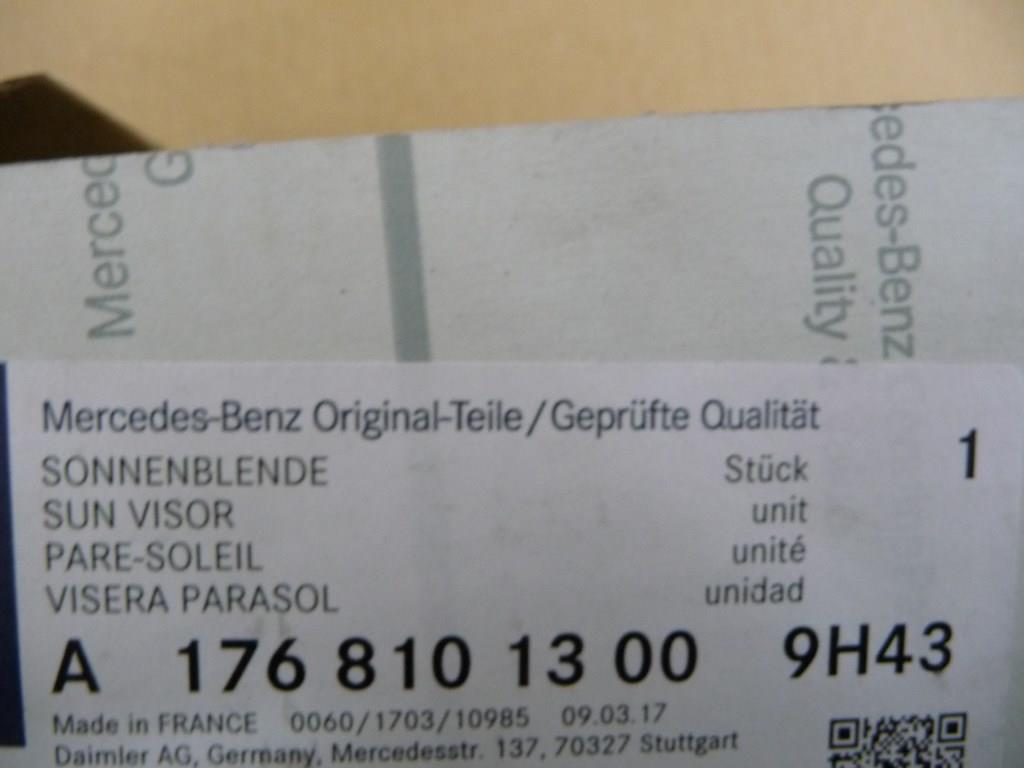 Merced
G
edes-Benz
Quality
Mercedes-Benz Original-Teile/Geprüfte Qualität
SONNENBLENDE Stück 1
SUN VISOR unit
PARE-SOLEIL unité
VISERA PARASOL unidad
A 176 810 13 00 9H43
Made in FRANCE 0060/1703/10985 09.03.17
Daimler AG, Germany, Mercedesstr. 137, 70327 Stuttgart